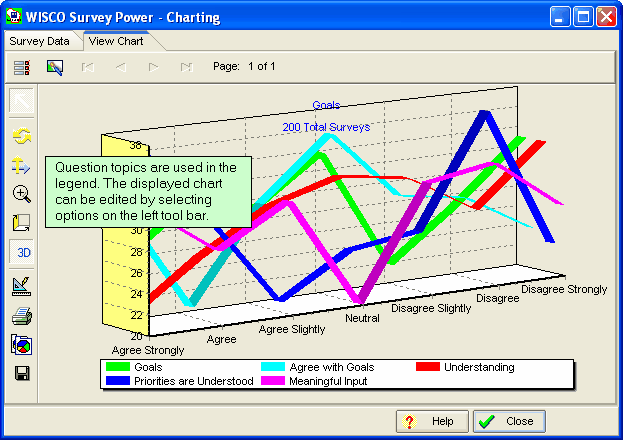 WISCO Survey Power - Charting
Survey Data
View Chart
Page: 1 of 1
Goals
200 Total Surveys
Question topics are used in the
legend. The displayed chart
can be edited by selecting
options on the left tool bar.
3D
38
30
28
26
24
22
20
Agree Strongly
Agree
Agree Slightly
Neutral
Disagree Slightly
Disagree
Disagree Strongly
Goals
Agree with Goals
Understanding
Priorities are Understood
Meaningful Input
? Help
Close